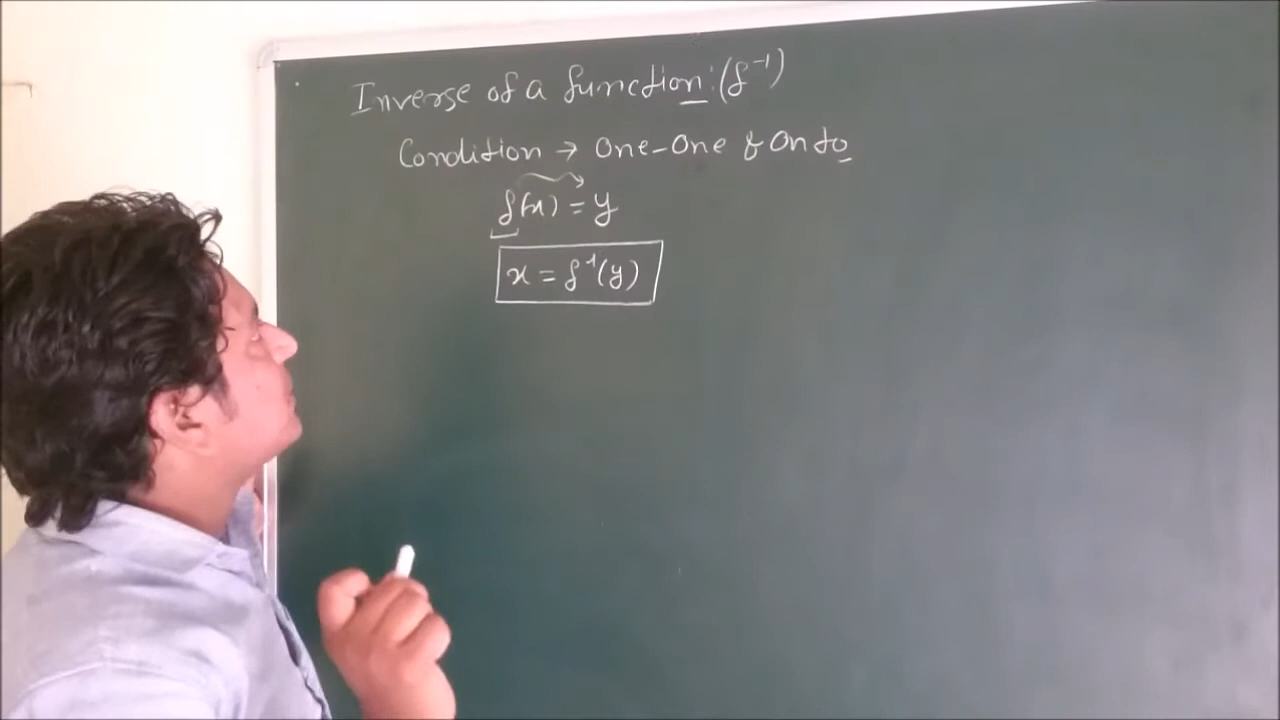 Inverse of a function: (f⁻¹)
Condition → One-One & Onto
f(x) = y
x = f⁻¹(y)